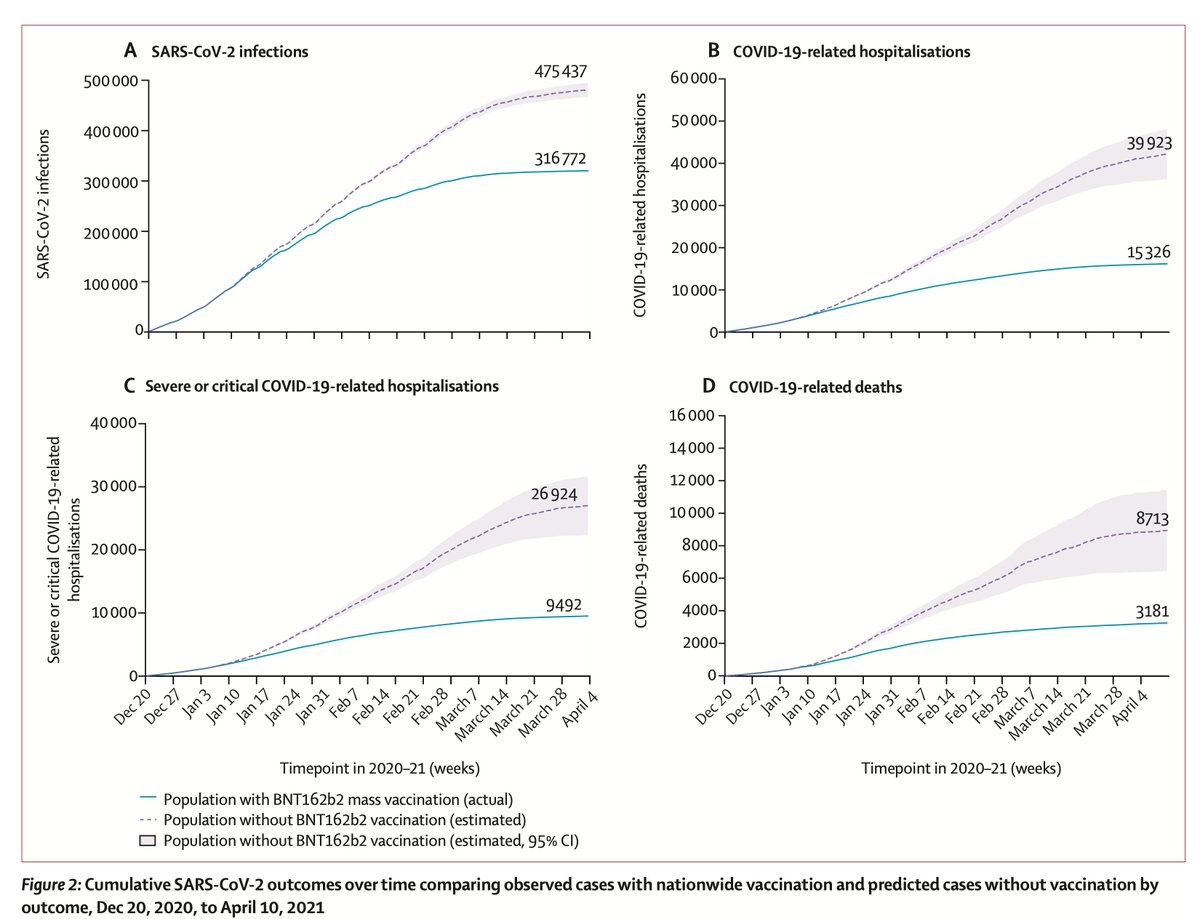 A SARS-CoV-2 infections
500 000
400 000
300 000
200 000
100 000
0
SARS-CoV-2 infections
475 437
316 772
B COVID-19-related hospitalisations
60 000
50 000
40 000
30 000
20 000
10 000
0
COVID-19-related hospitalisations
39 923
15 326
C Severe or critical COVID-19-related hospitalisations
40 000
30 000
20 000
10 000
0
Severe or critical COVID-19-related
hospitalisations
26 924
9492
Dec 20
Dec 27
Jan 3
Jan 10
Jan 17
Jan 24
Jan 31
Feb 7
Feb 14
Feb 21
Feb 28
March 7
March 14
March 21
March 28
April 4
Timepoint in 2020–21 (weeks)
D COVID-19-related deaths
16 000
14 000
12 000
10 000
8000
6000
4000
2000
0
COVID-19-related deaths
8713
3181
Dec 20
Dec 27
Jan 3
Jan 10
Jan 17
Jan 24
Jan 31
Feb 7
Feb 14
Feb 21
Feb 28
March 7
March 14
March 21
March 28
April 4
Timepoint in 2020–21 (weeks)
Population with BNT162b2 mass vaccination (actual)
Population without BNT162b2 vaccination (estimated)
Population without BNT162b2 vaccination (estimated, 95% CI)
Figure 2: Cumulative SARS-CoV-2 outcomes over time comparing observed cases with nationwide vaccination and predicted cases without vaccination by
outcome, Dec 20, 2020, to April 10, 2021